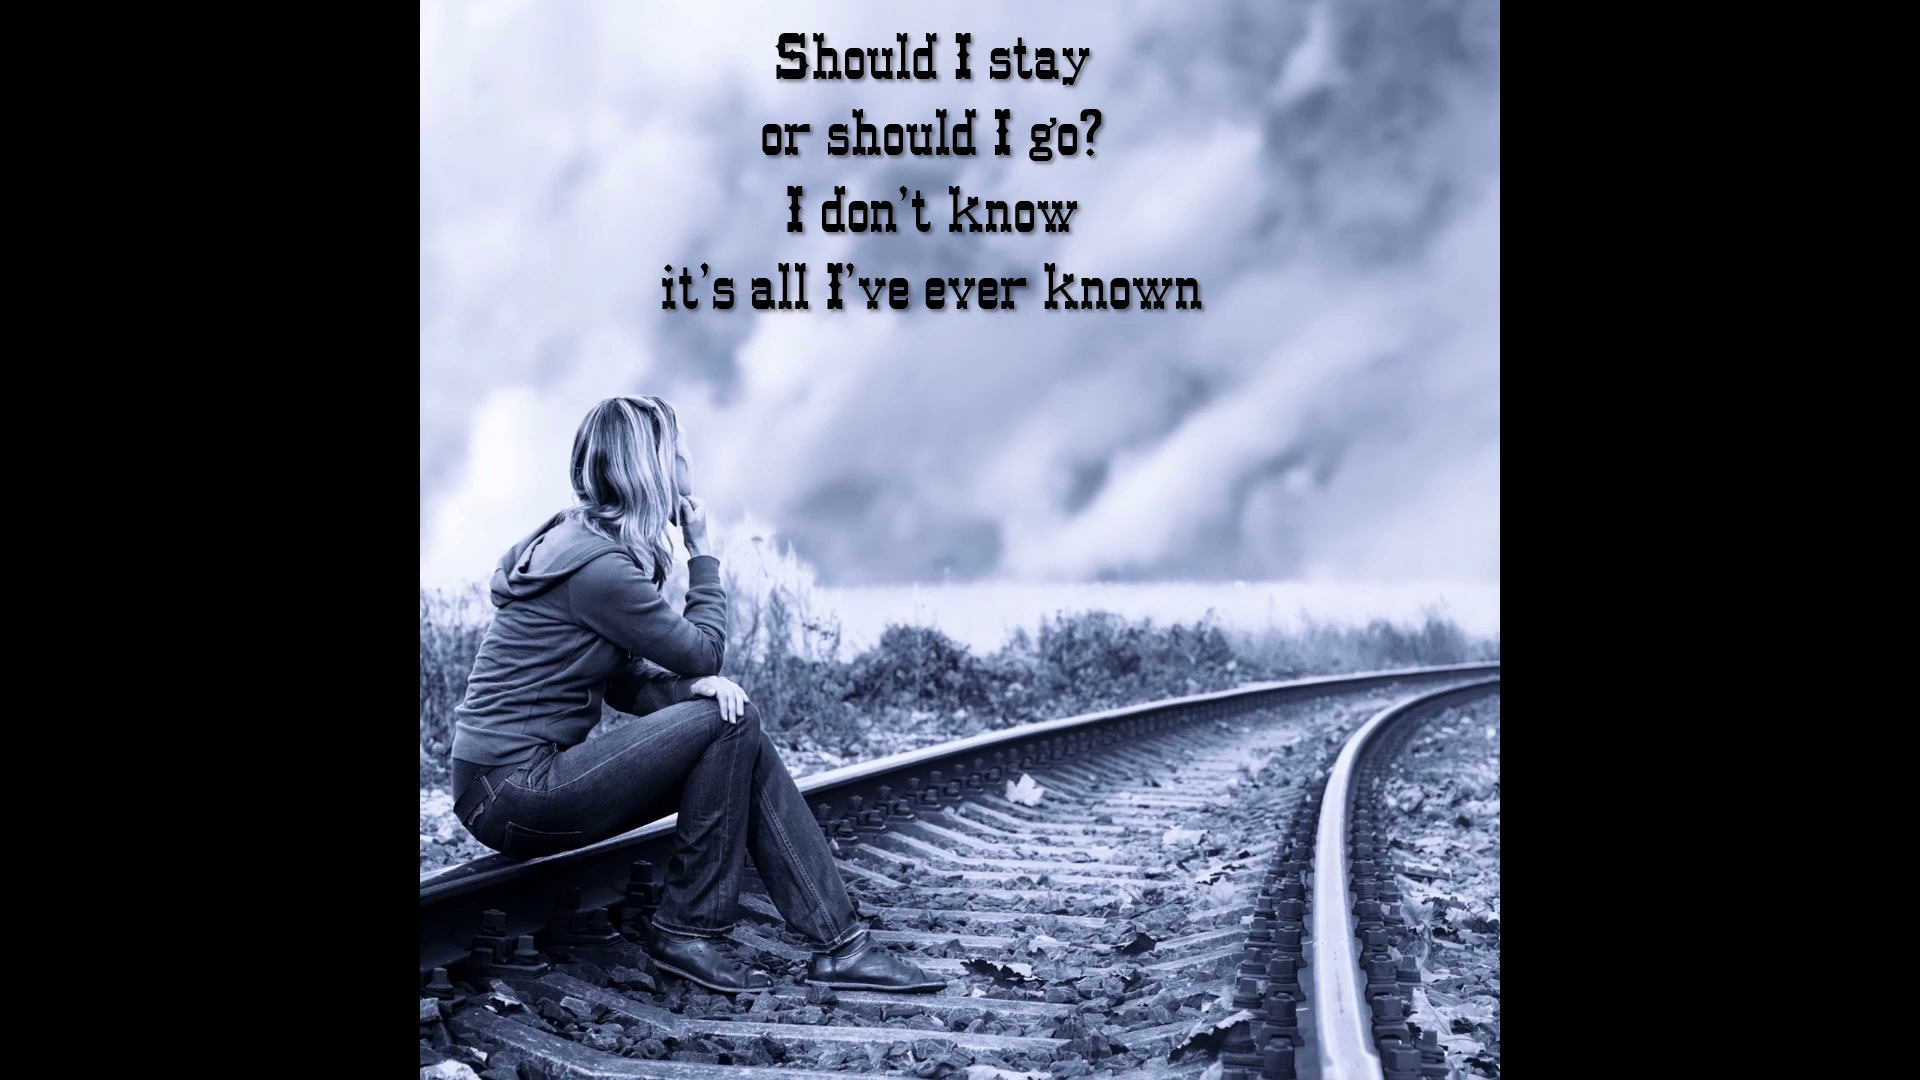 Should I stay
or should I go?
I don't know
it's all I've ever known